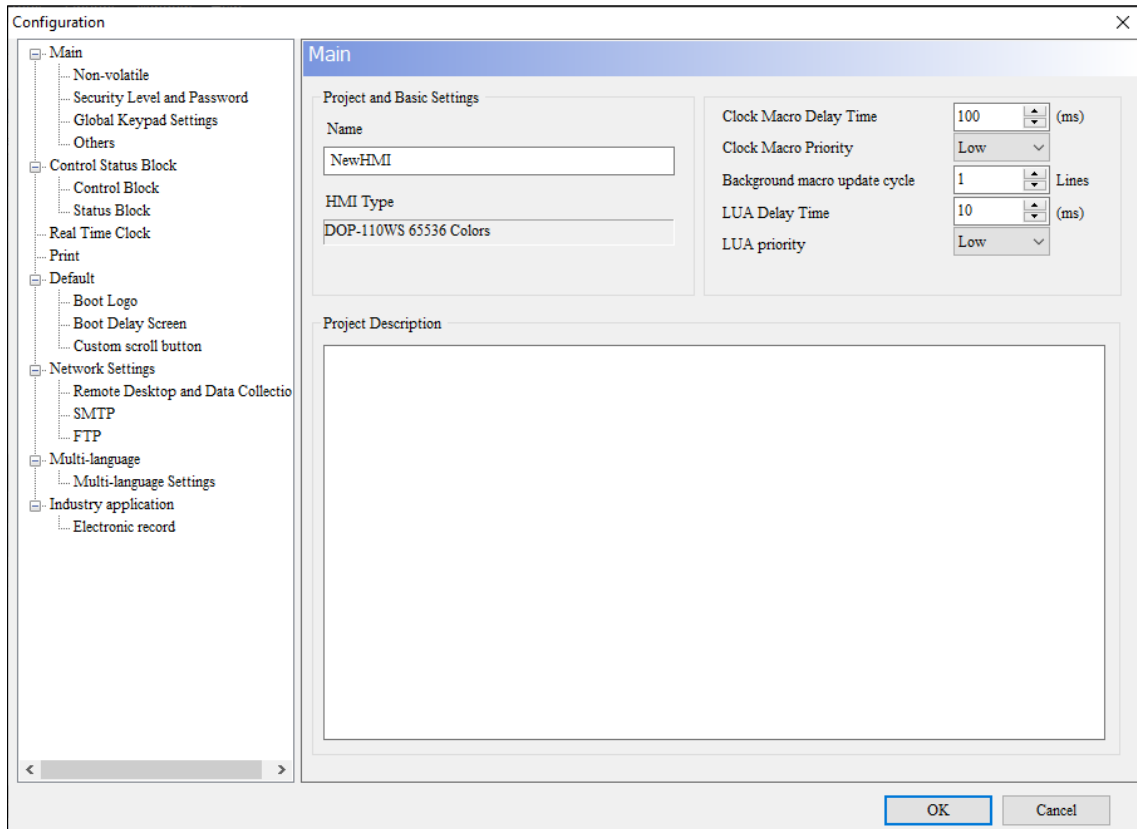 Configuration
Main
Non-volatile
Security Level and Password
Global Keypad Settings
Others
Control Status Block
Control Block
Status Block
Real Time Clock
Print
Default
Boot Logo
Boot Delay Screen
Custom scroll button
Network Settings
Remote Desktop and Data Collectio
SMTP
FTP
Multi-language
Multi-language Settings
Industry application
Electronic record
Main
Project and Basic Settings
Name
NewHMI
HMI Type
DOP-110WS 65536 Colors
Clock Macro Delay Time 100 (ms)
Clock Macro Priority Low
Background macro update cycle 1 Lines
LUA Delay Time 10 (ms)
LUA priority Low
Project Description
OK Cancel